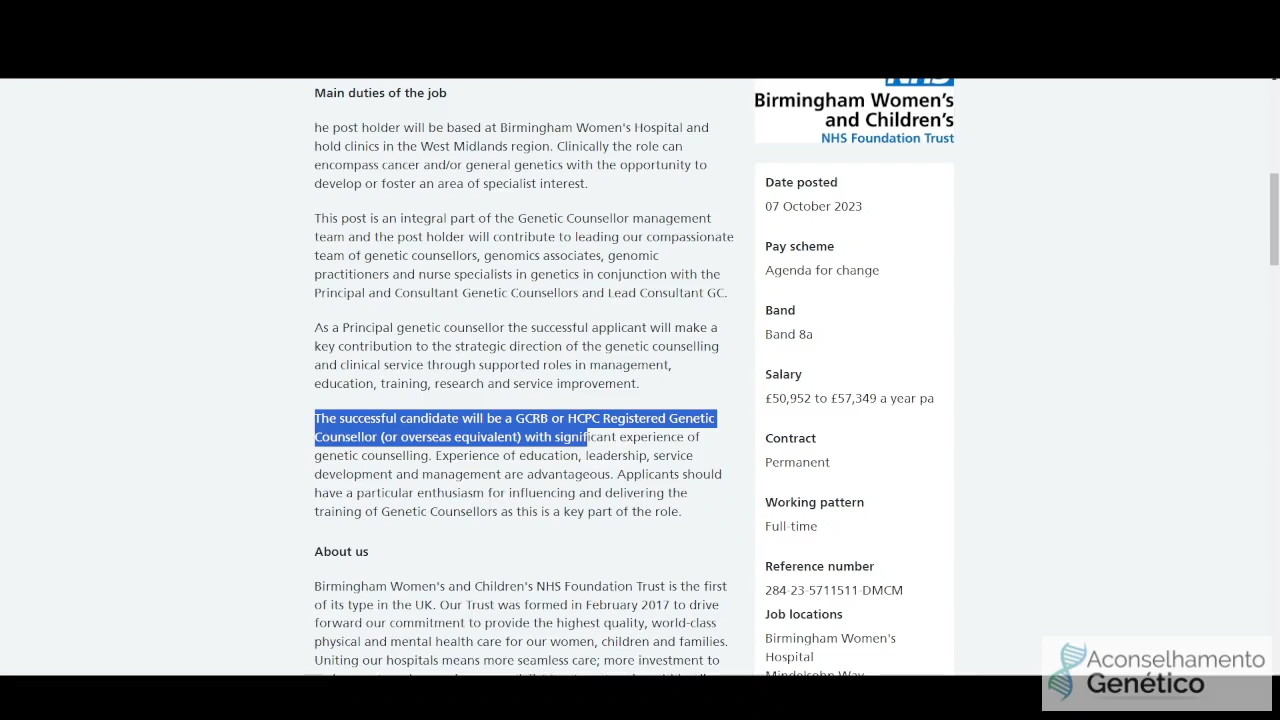 Main duties of the job
he post holder will be based at Birmingham Women's Hospital and
hold clinics in the West Midlands region. Clinically the role can
encompass cancer and/or general genetics with the opportunity to
develop or foster an area of specialist interest.
This post is an integral part of the Genetic Counsellor management
team and the post holder will contribute to leading our compassionate
team of genetic counsellors, genomics associates, genomic
practitioners and nurse specialists in genetics in conjunction with the
Principal and Consultant Genetic Counsellors and Lead Consultant GC.
As a Principal genetic counsellor the successful applicant will make a
key contribution to the strategic direction of the genetic counselling
and clinical service through supported roles in management,
education, training, research and service improvement.
The successful candidate will be a GCRB or HCPC Registered Genetic
Counsellor (or overseas equivalent) with significant experience of
genetic counselling. Experience of education, leadership, service
development and management are advantageous. Applicants should
have a particular enthusiasm for influencing and delivering the
training of Genetic Counsellors as this is a key part of the role.
About us
Birmingham Women's and Children's NHS Foundation Trust is the first
of its type in the UK. Our Trust was formed in February 2017 to drive
forward our commitment to provide the highest quality, world-class
physical and mental health care for our women, children and families.
Uniting our hospitals means more seamless care; more investment to
NHS
Birmingham Women's
and Children's
NHS Foundation Trust
Date posted
07 October 2023
Pay scheme
Agenda for change
Band
Band 8a
Salary
£50,952 to £57,349 a year pa
Contract
Permanent
Working pattern
Full-time
Reference number
284-23-5711511-DMCM
Job locations
Birmingham Women's
Hospital
Mindelsohn Way
Aconselhamento
Genético